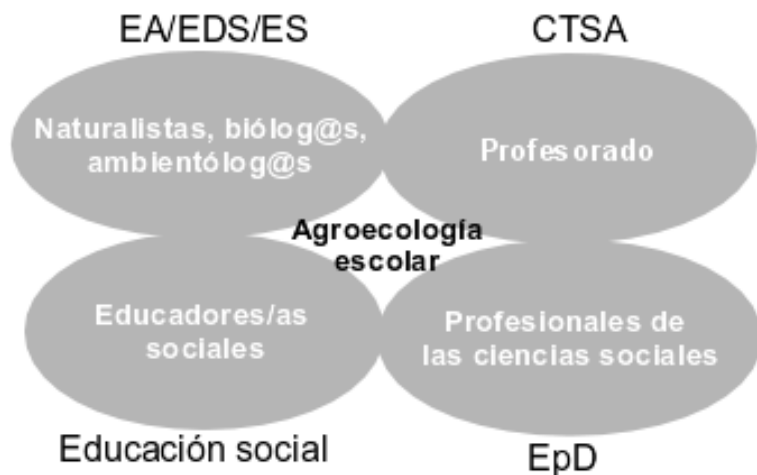 EA/EDS/ES
CTSA
Naturalistas, biólog@s,
ambientólog@s
Profesorado
Agroecología
escolar
Educadores/as
sociales
Profesionales de
las ciencias sociales
Educación social
EpD